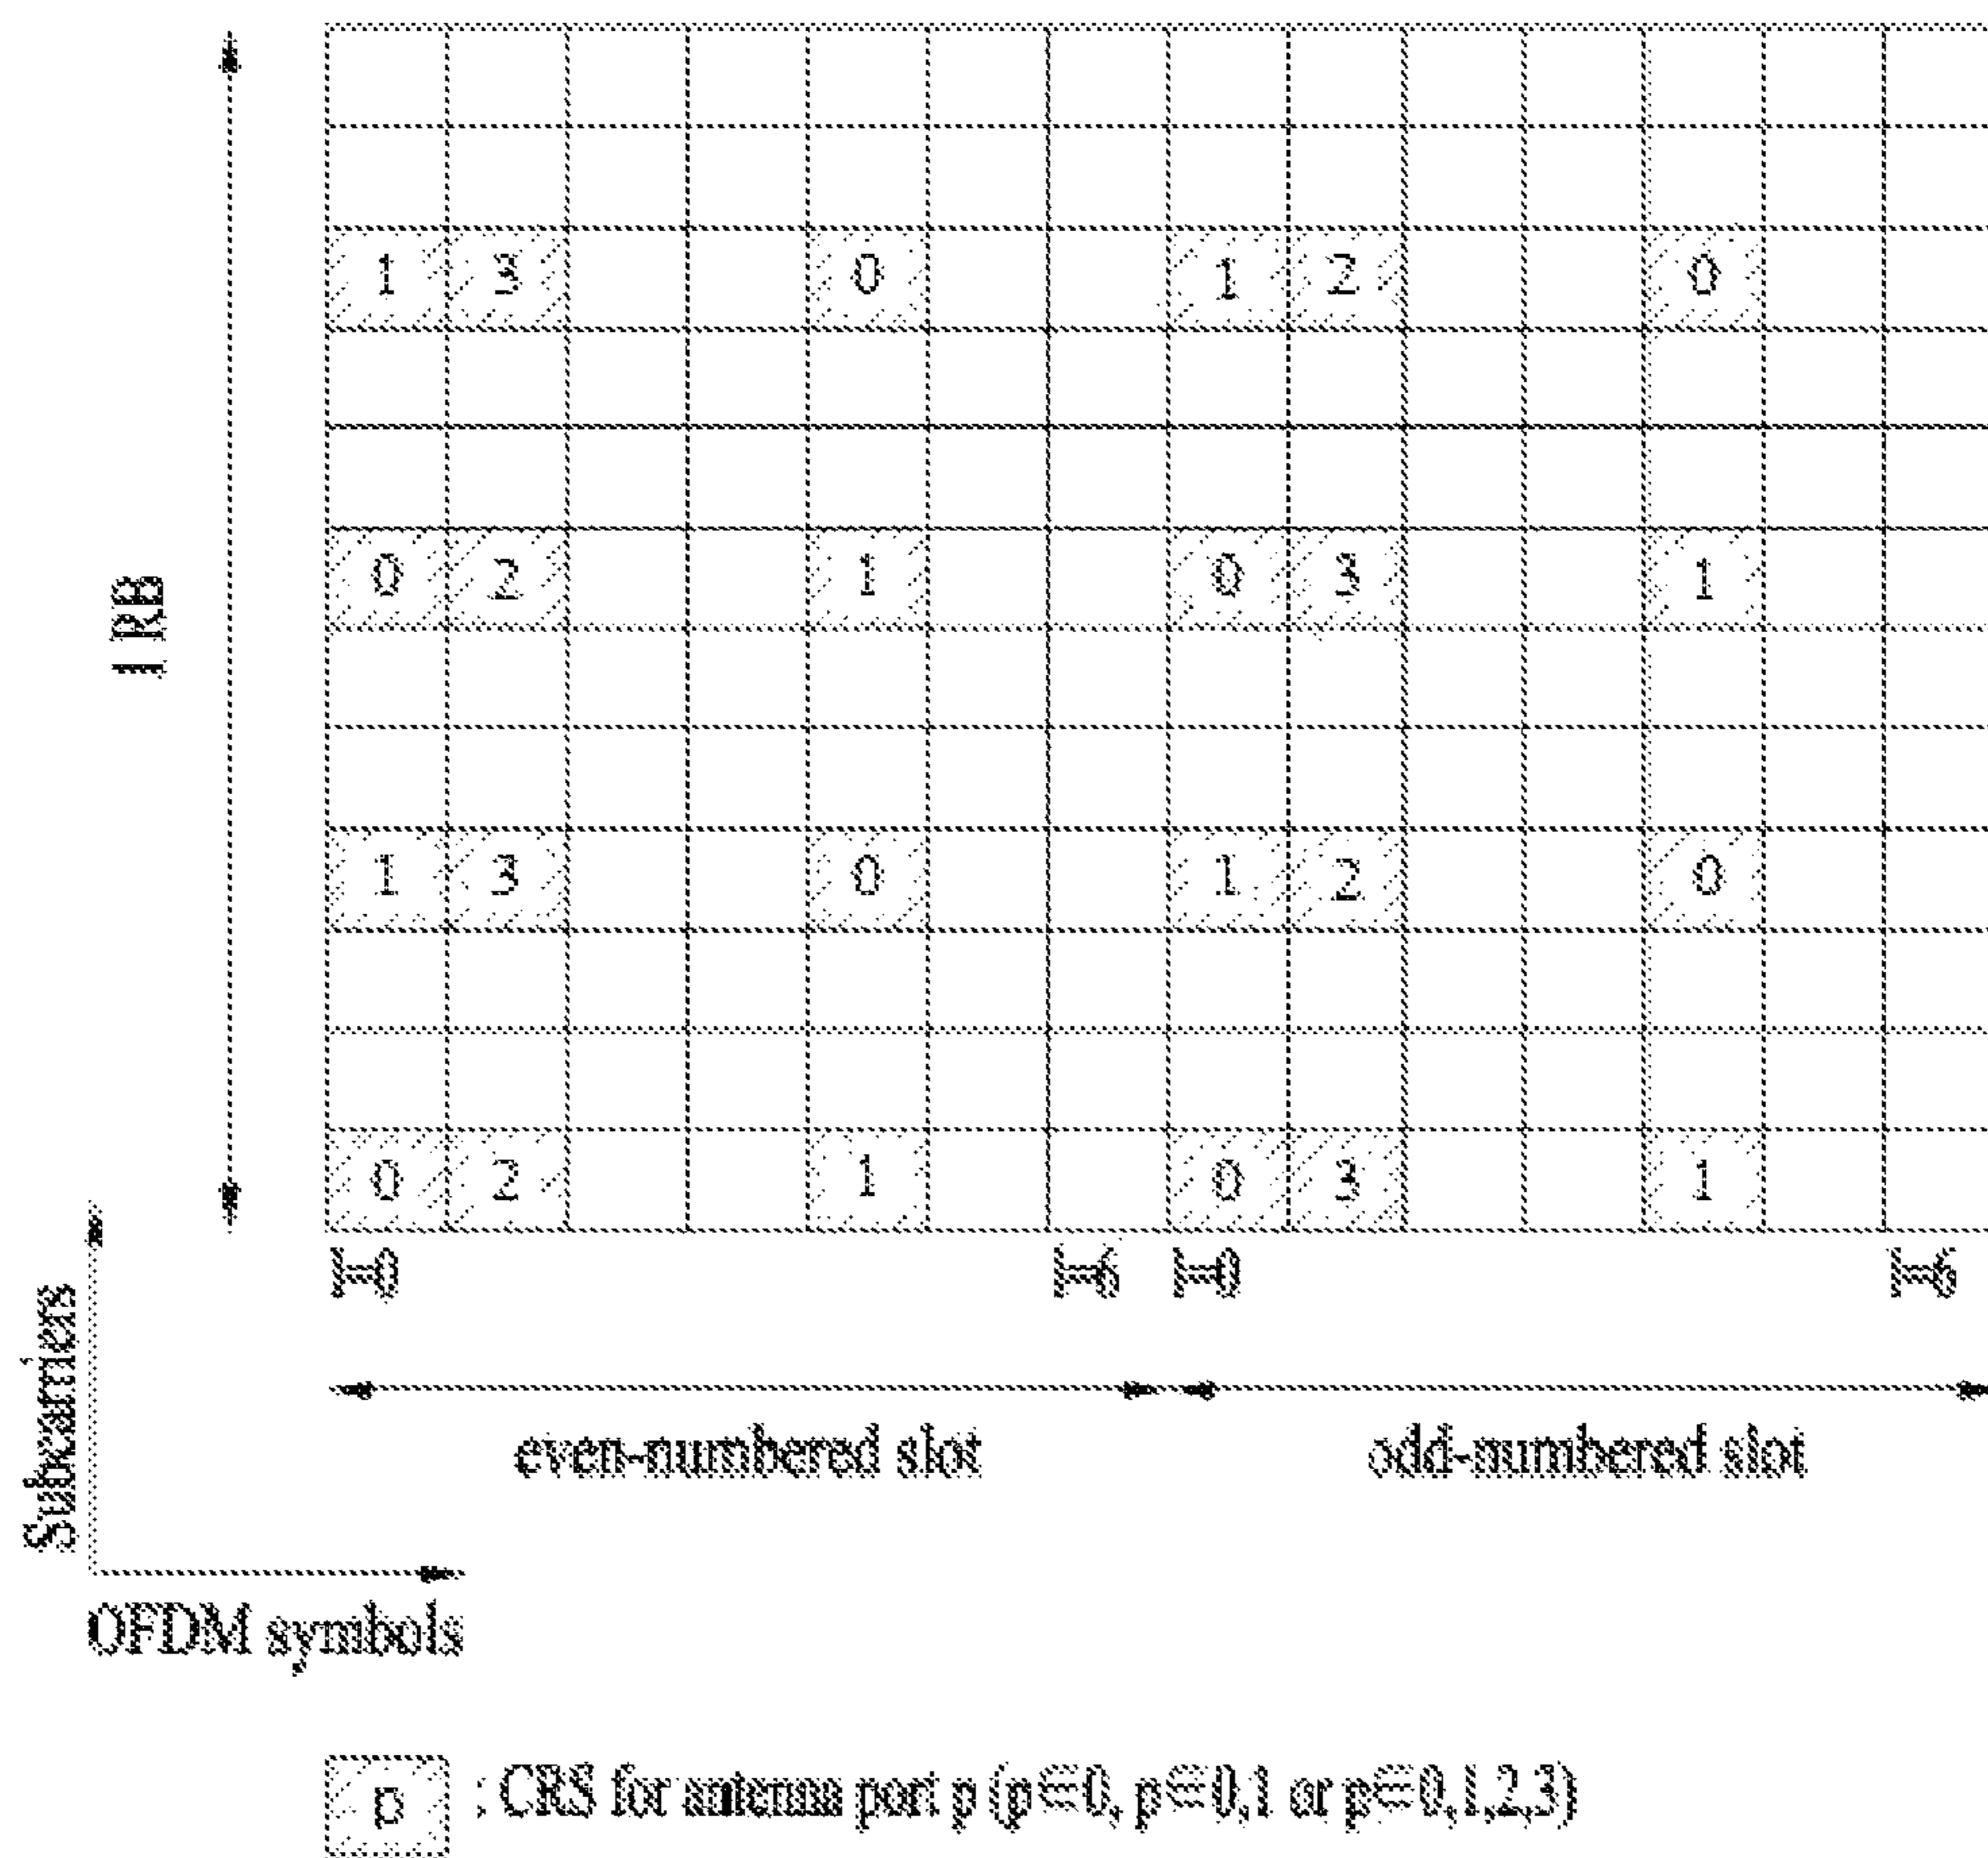 1 3 0 1 2 0
1 RB
0 2 1 0 3 1
1 3 0 1 2 0
0 2 1 0 3 1
l=0 l=6 l=0 l=6
Subcarriers
even-numbered slot odd-numbered slot
OFDM symbols
p : CRS for antenna port p (p=0, p=0,1 or p=0,1,2,3)